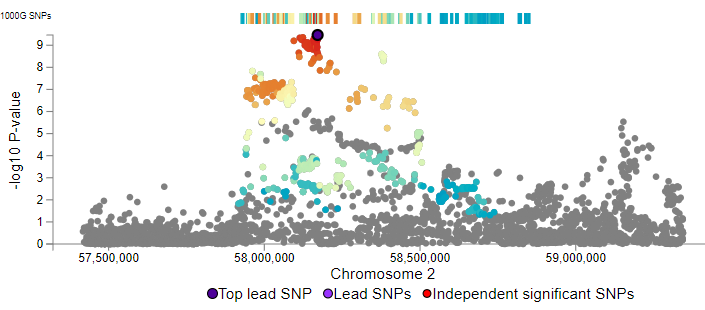 1000G SNPs
9
8
7
6
5
4
3
2
1
0
-log10 P-value
57,500,000 58,000,000 58,500,000 59,000,000
Chromosome 2
Top lead SNP Lead SNPs Independent significant SNPs